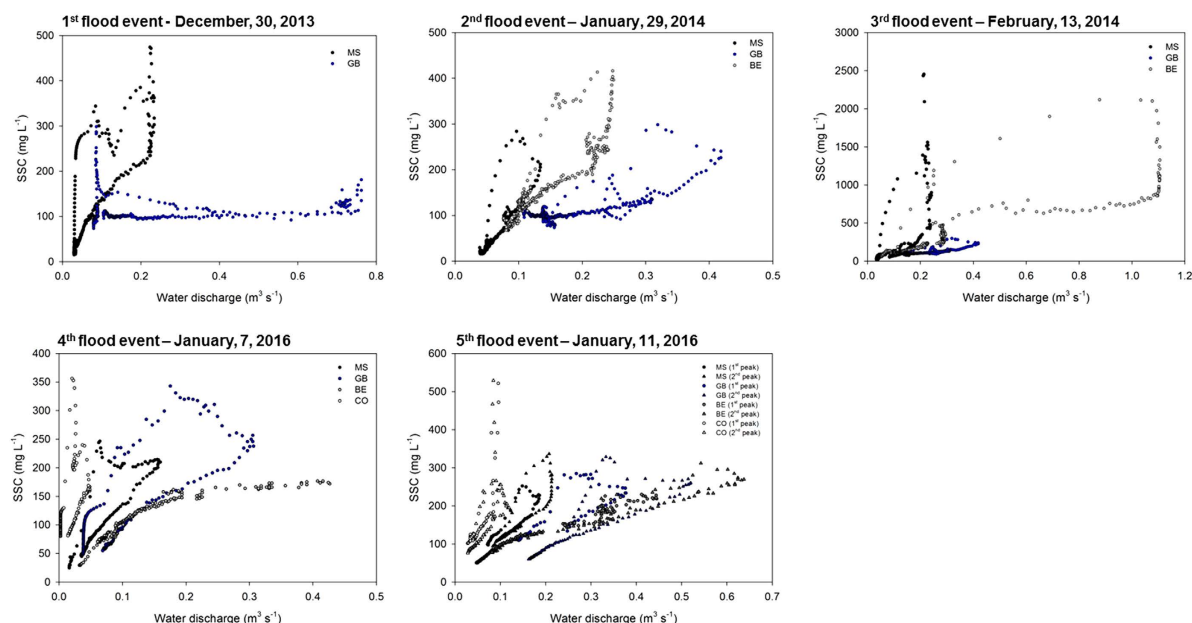 1st flood event - December, 30, 2013
500
400
300
200
100
0
SSC (mg L-1)
MS
GB
0.0 0.2 0.4 0.6 0.8
Water discharge (m3 s-1)
2nd flood event – January, 29, 2014
500
400
300
200
100
0
SSC (mg L-1)
MS
GB
BE
0.0 0.1 0.2 0.3 0.4 0.5
Water discharge (m3 s-1)
3rd flood event – February, 13, 2014
3000
2500
2000
1500
1000
500
0
SSC (mg L-1)
MS
GB
BE
0.0 0.2 0.4 0.6 0.8 1.0 1.2
Water discharge (m3 s-1)
4th flood event – January, 7, 2016
400
350
300
250
200
150
100
50
0
SSC (mg L-1)
MS
GB
BE
CO
0.0 0.1 0.2 0.3 0.4 0.5
Water discharge (m3 s-1)
5th flood event – January, 11, 2016
600
500
400
300
200
100
0
SSC (mg L-1)
MS (1st peak)
MS (2nd peak)
GB (1st peak)
GB (2nd peak)
BE (1st peak)
BE (2nd peak)
CO (1st peak)
CO (2nd peak)
0.0 0.1 0.2 0.3 0.4 0.5 0.6 0.7
Water discharge (m3 s-1)